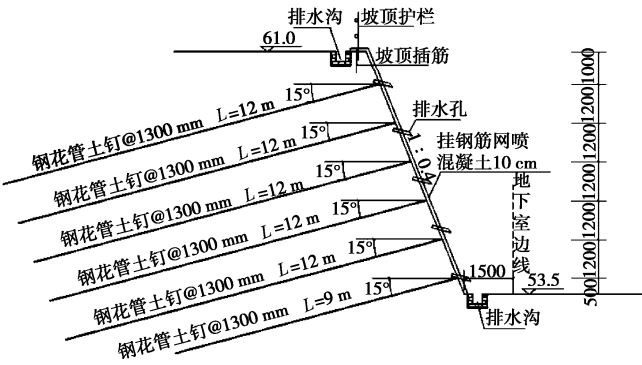 排水沟
坡顶护栏
61.0
坡顶插筋
1000
15°
钢花管土钉@1300 mm L=12 m
排水孔
1200
15°
钢花管土钉@1300 mm L=12 m
1:0.4
挂钢筋网喷
混凝土10 cm
1200
15°
钢花管土钉@1300 mm L=12 m
地下室边线
1200
15°
钢花管土钉@1300 mm L=12 m
1200
15°
钢花管土钉@1300 mm L=12 m
1200
1500
53.5
15°
钢花管土钉@1300 mm L=9 m
500
排水沟